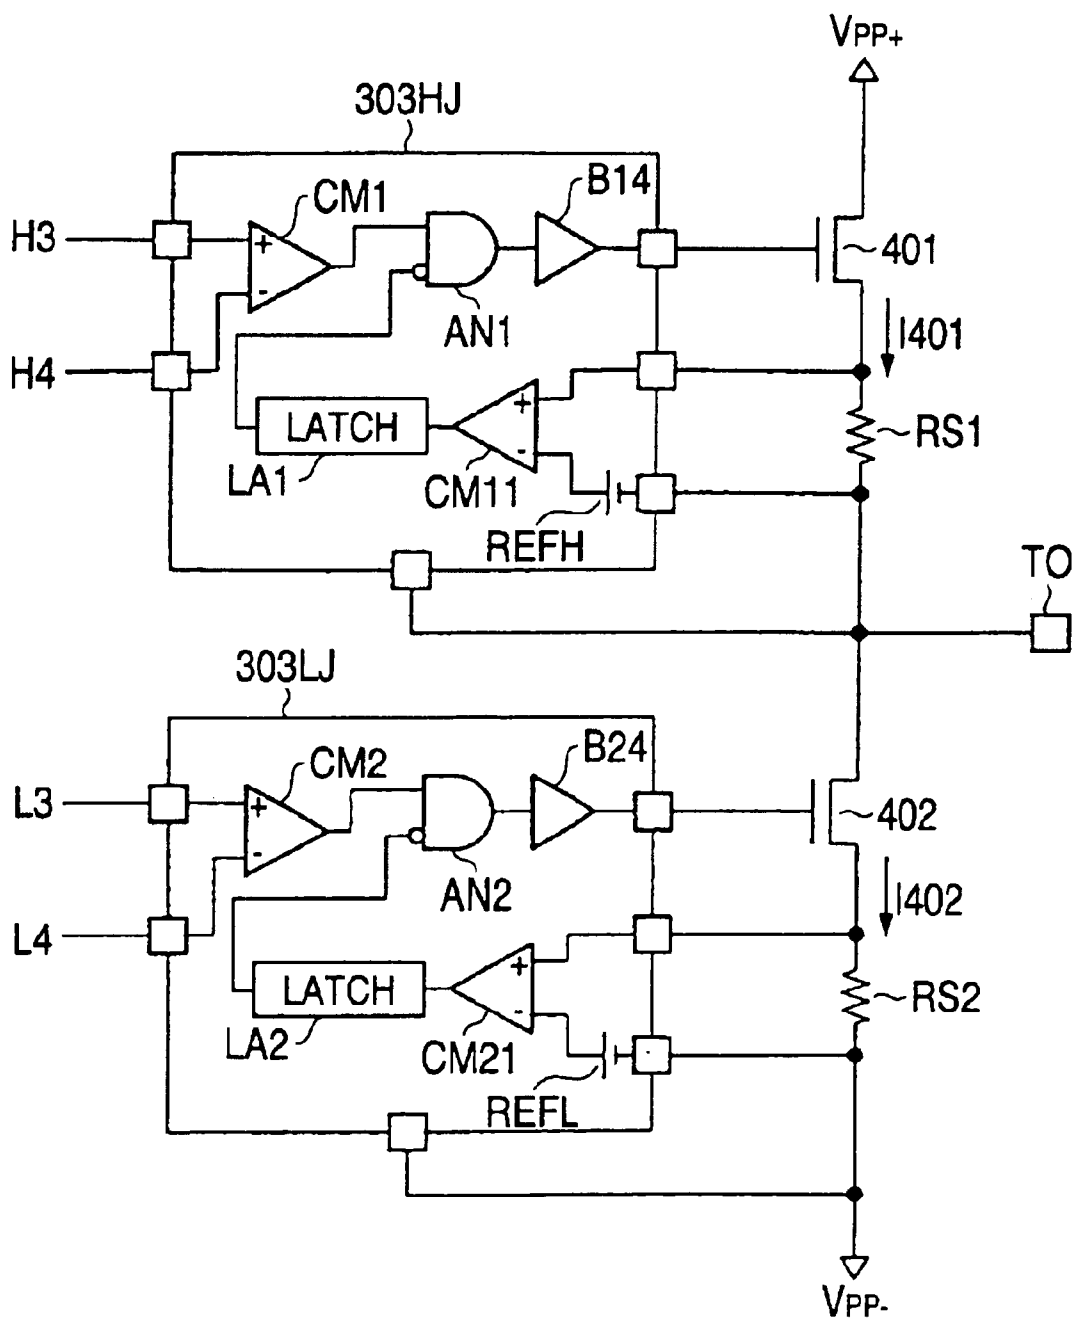 VPP+
303HJ
CM1
B14
H3
+
-
401
AN1
I401
H4
+
LATCH
-
RS1
LA1
CM11
REFH
TO
303LJ
CM2
B24
L3
+
-
402
AN2
I402
L4
+
LATCH
-
RS2
LA2
CM21
REFL
VPP-